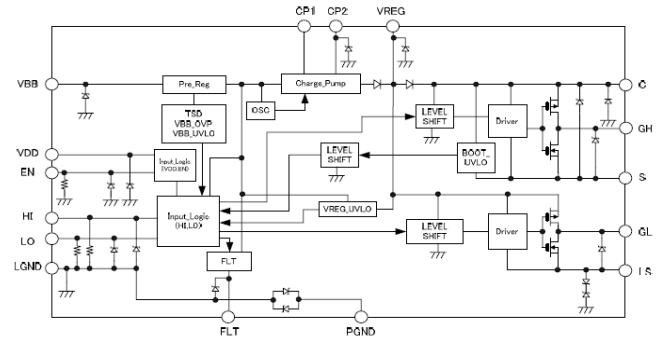 CP1
CP2
VREG
VBB
Pre_Reg
Charge_Pump
C
TSD
VBB_OVP
VBB_UVLO
OSC
LEVEL
SHIFT
Driver
GH
VDD
Input_Logic
(VDD,EN)
LEVEL
SHIFT
BOOT_
UVLO
EN
S
HI
Input_Logic
(HI,LO)
VREG_UVLO
LO
LEVEL
SHIFT
Driver
GL
LGND
FLT
LS
FLT
PGND